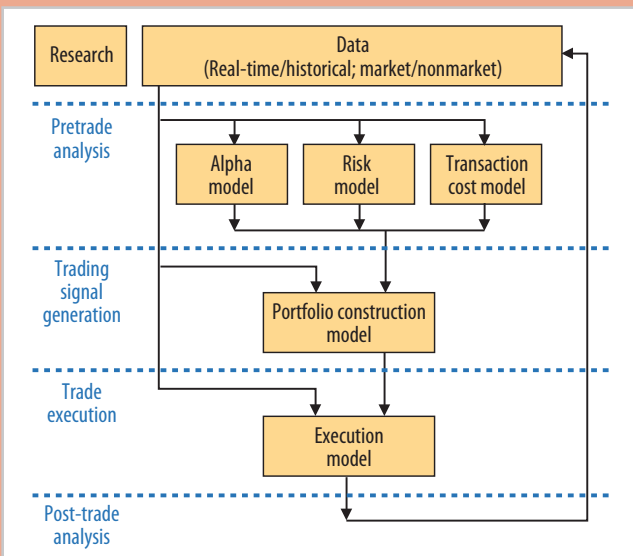 Research
Data
(Real-time/historical; market/nonmarket)
Pretrade
analysis
Alpha
model
Risk
model
Transaction
cost model
Trading
signal
generation
Portfolio construction
model
Trade
execution
Execution
model
Post-trade
analysis